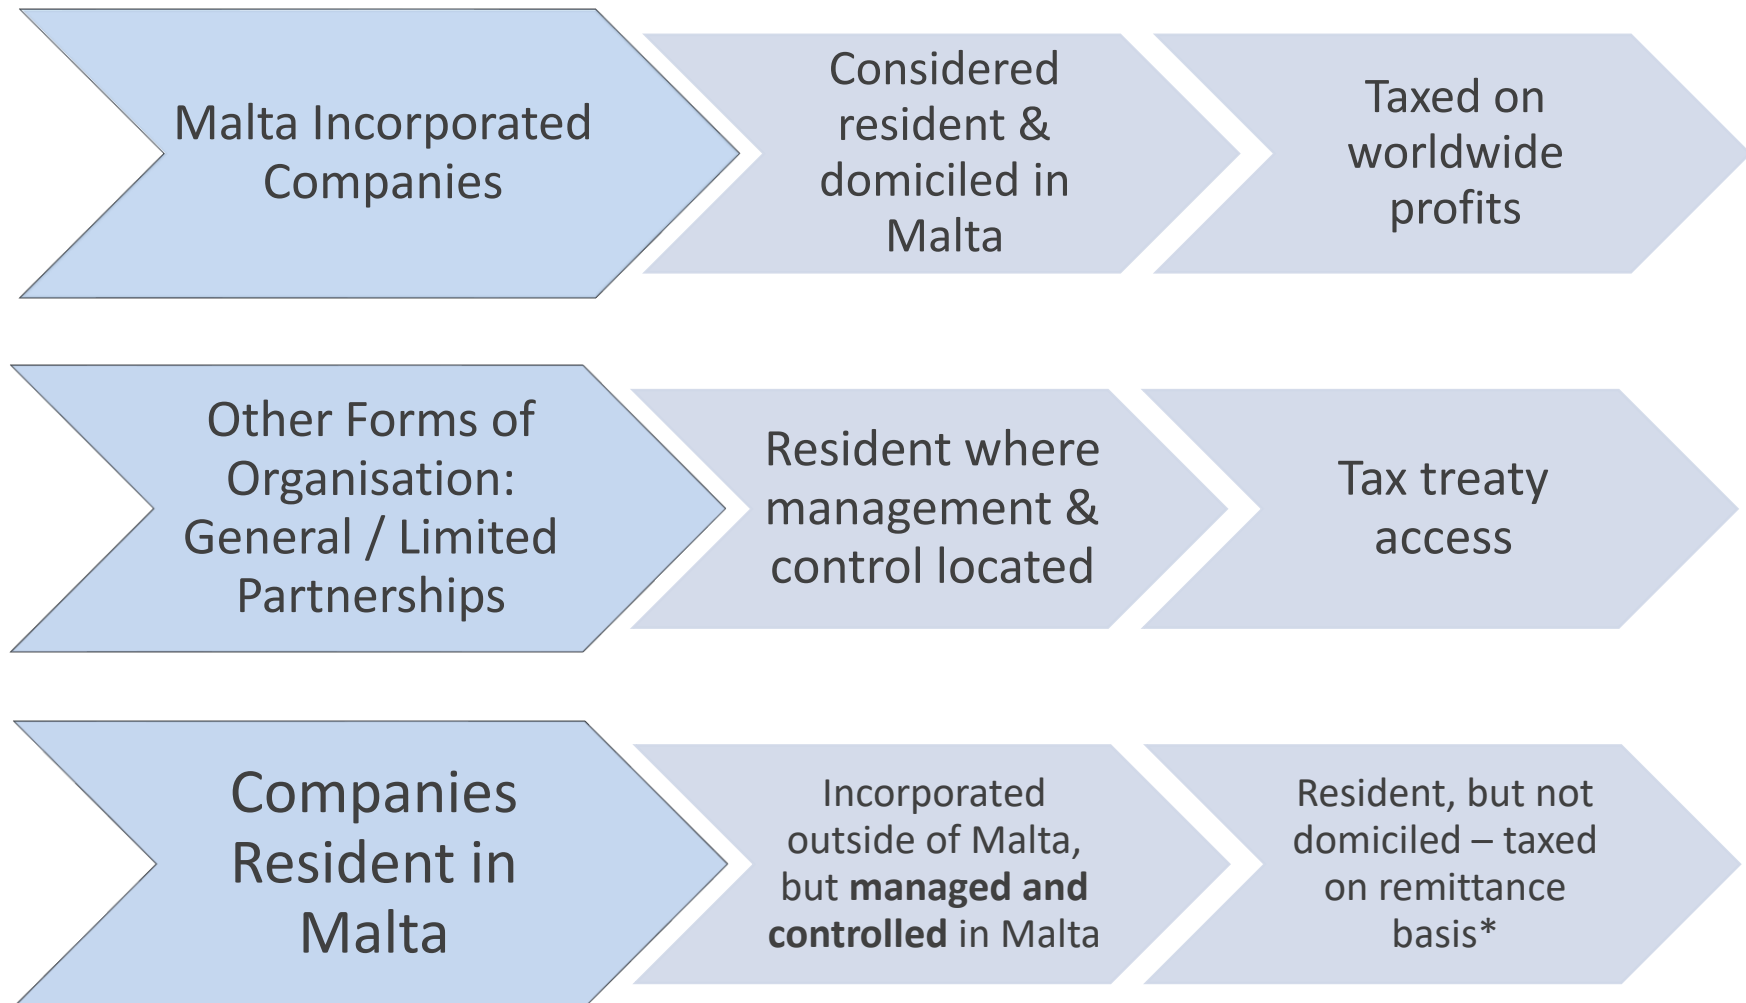 Malta Incorporated
Companies
Considered
resident &
domiciled in
Malta
Taxed on
worldwide
profits
Other Forms of
Organisation:
General / Limited
Partnerships
Resident where
management &
control located
Tax treaty
access
Companies
Resident in
Malta
Incorporated
outside of Malta,
but managed and
controlled in Malta
Resident, but not
domiciled – taxed
on remittance
basis*